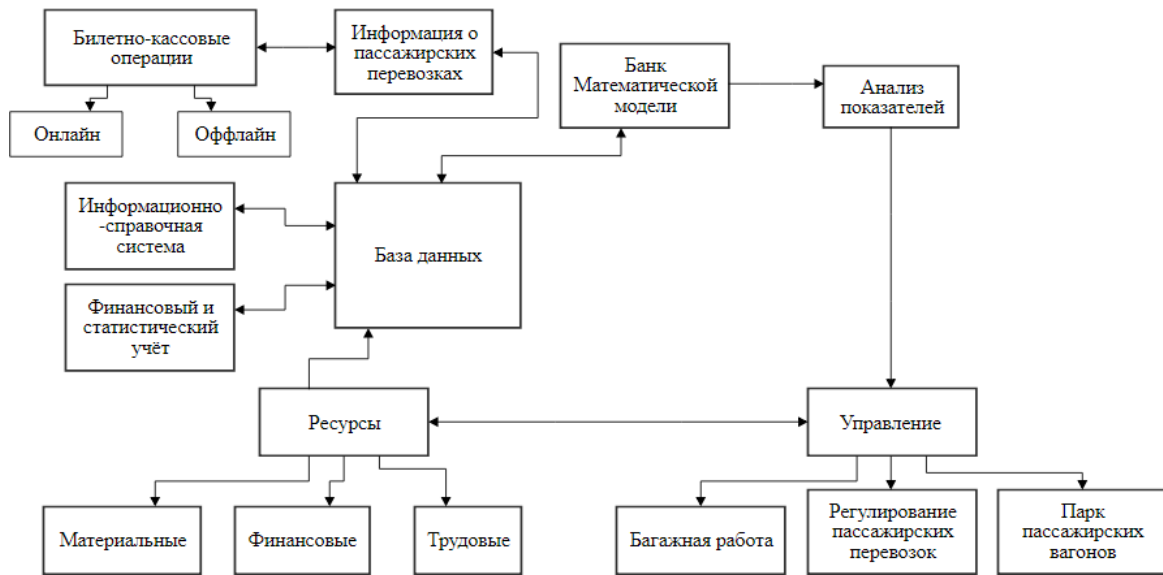 Билетно-кассовые
операции
Информация о
пассажирских
перевозках
Банк
Математической
модели
Анализ
показателей
Онлайн
Оффлайн
Информационно
-справочная
система
База данных
Финансовый и
статистический
учёт
Ресурсы
Управление
Материальные
Финансовые
Трудовые
Багажная работа
Регулирование
пассажирских
перевозок
Парк
пассажирских
вагонов